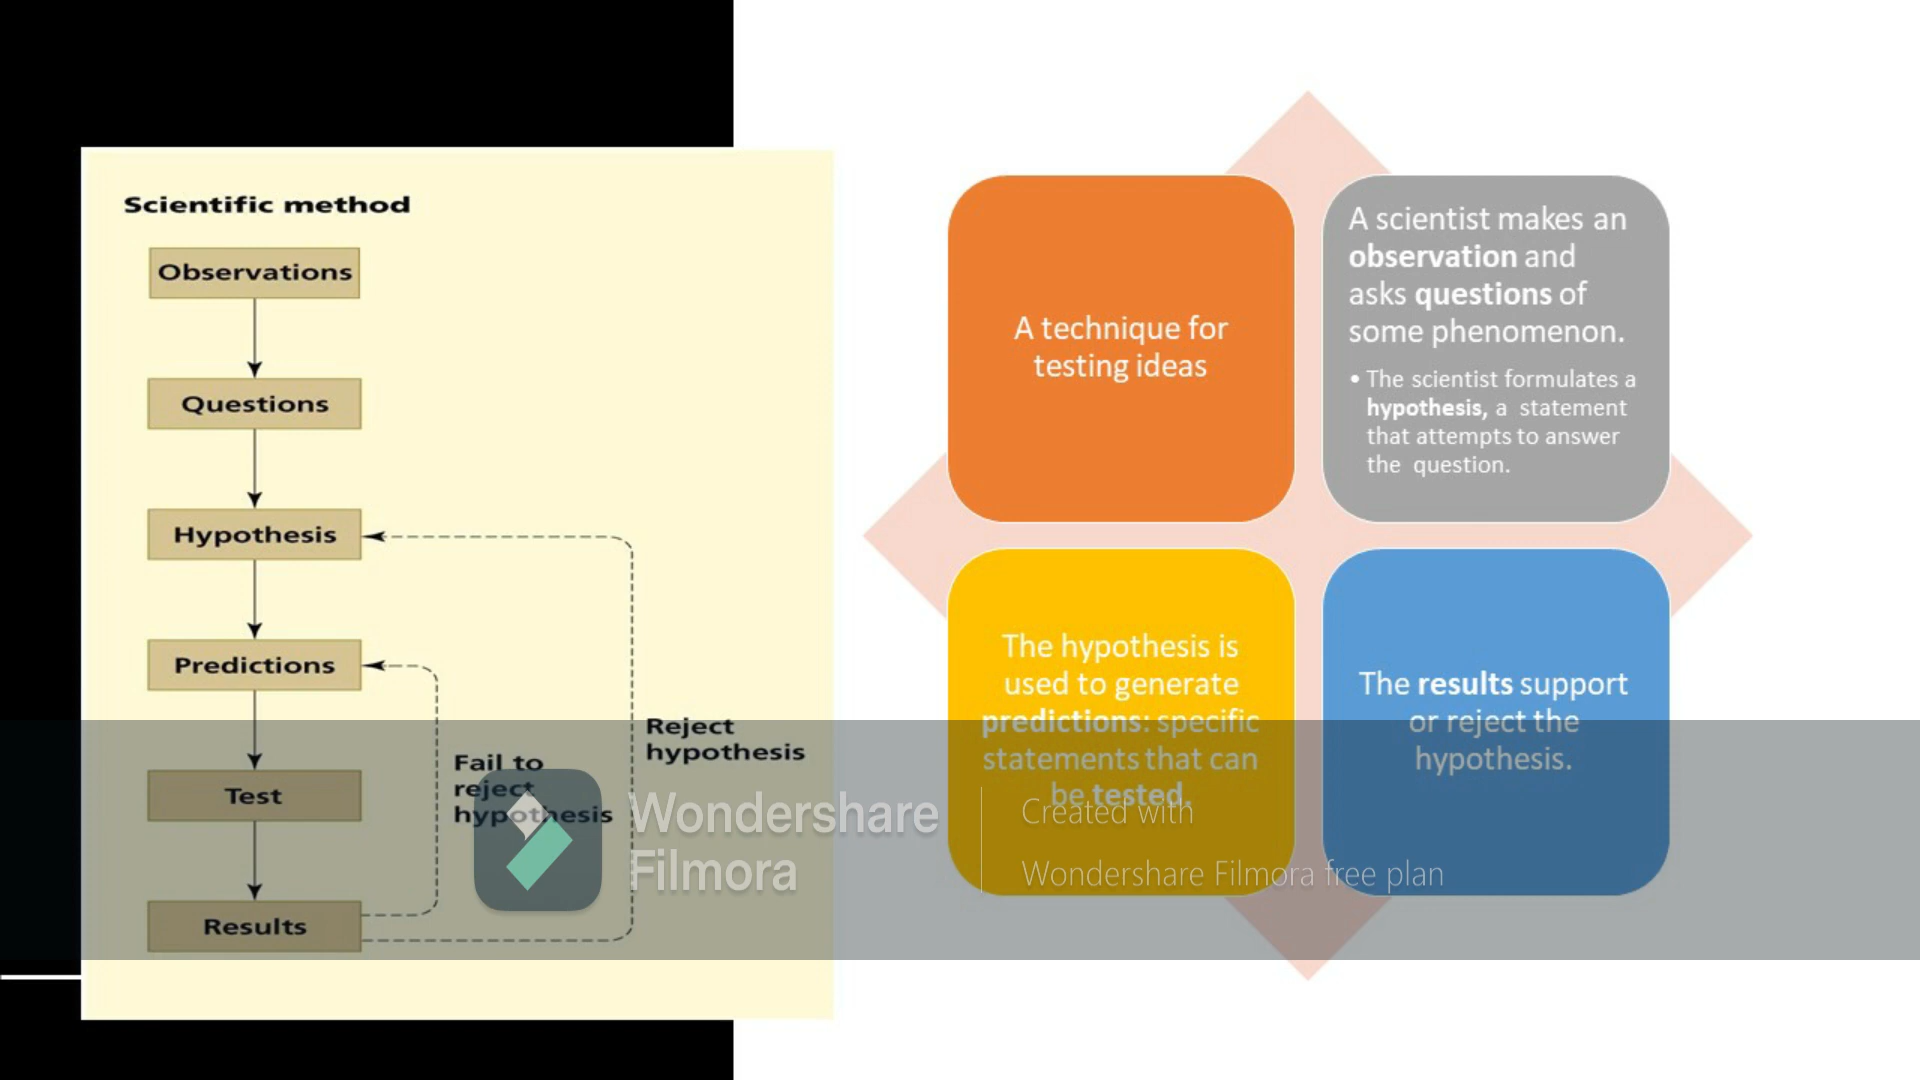 Scientific method
Observations
Questions
Hypothesis
Predictions
Test
Results
Fail to
reject
hypothesis
Reject
hypothesis
A technique for
testing ideas
A scientist makes an
observation and
asks questions of
some phenomenon.
• The scientist formulates a
hypothesis, a statement
that attempts to answer
the question.
The hypothesis is
used to generate
predictions: specific
statements that can
be tested.
The results support
or reject the
hypothesis.
Wondershare
Filmora
Created with
Wondershare Filmora free plan